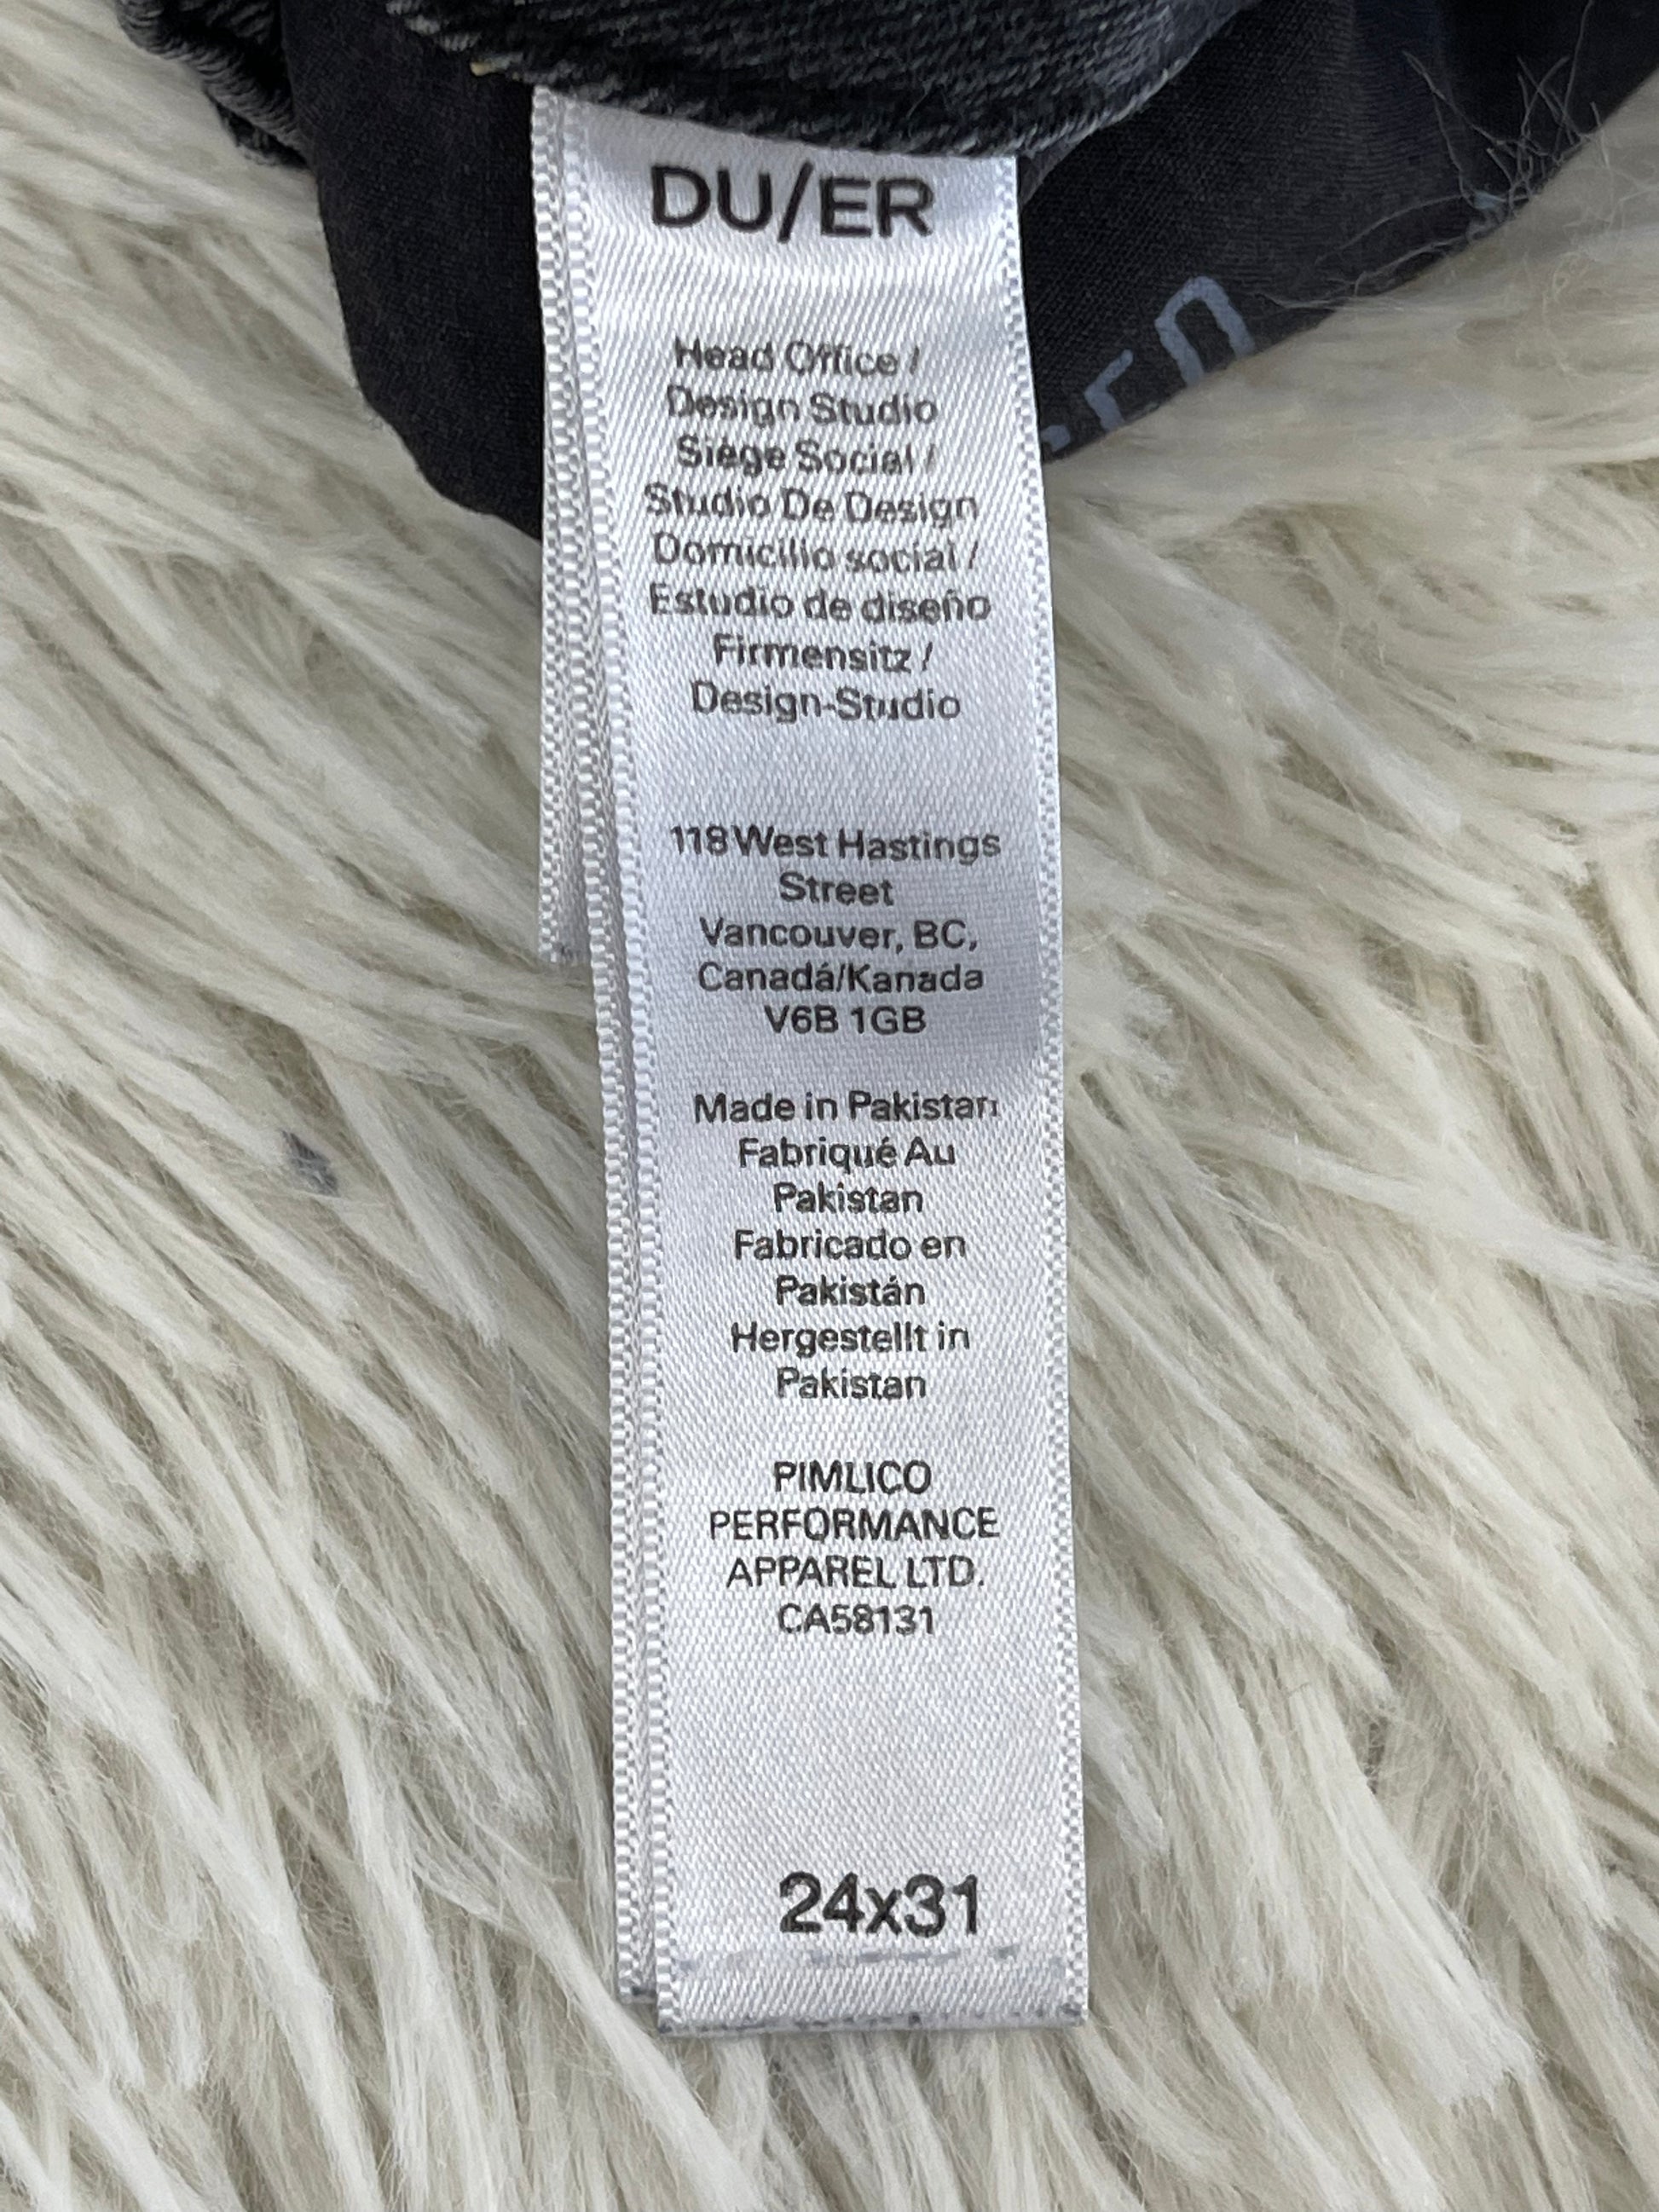 DU/ER
Head Office /
Design Studio
Siège Social /
Studio De Design
Domicilio social /
Estudio de diseño
Firmensitz /
Design-Studio
118 West Hastings
Street
Vancouver, BC,
Canadá/Kanada
V6B 1GB
Made in Pakistan
Fabriqué Au
Pakistan
Fabricado en
Pakistán
Hergestellt in
Pakistan
PIMLICO
PERFORMANCE
APPAREL LTD.
CA58131
24x31